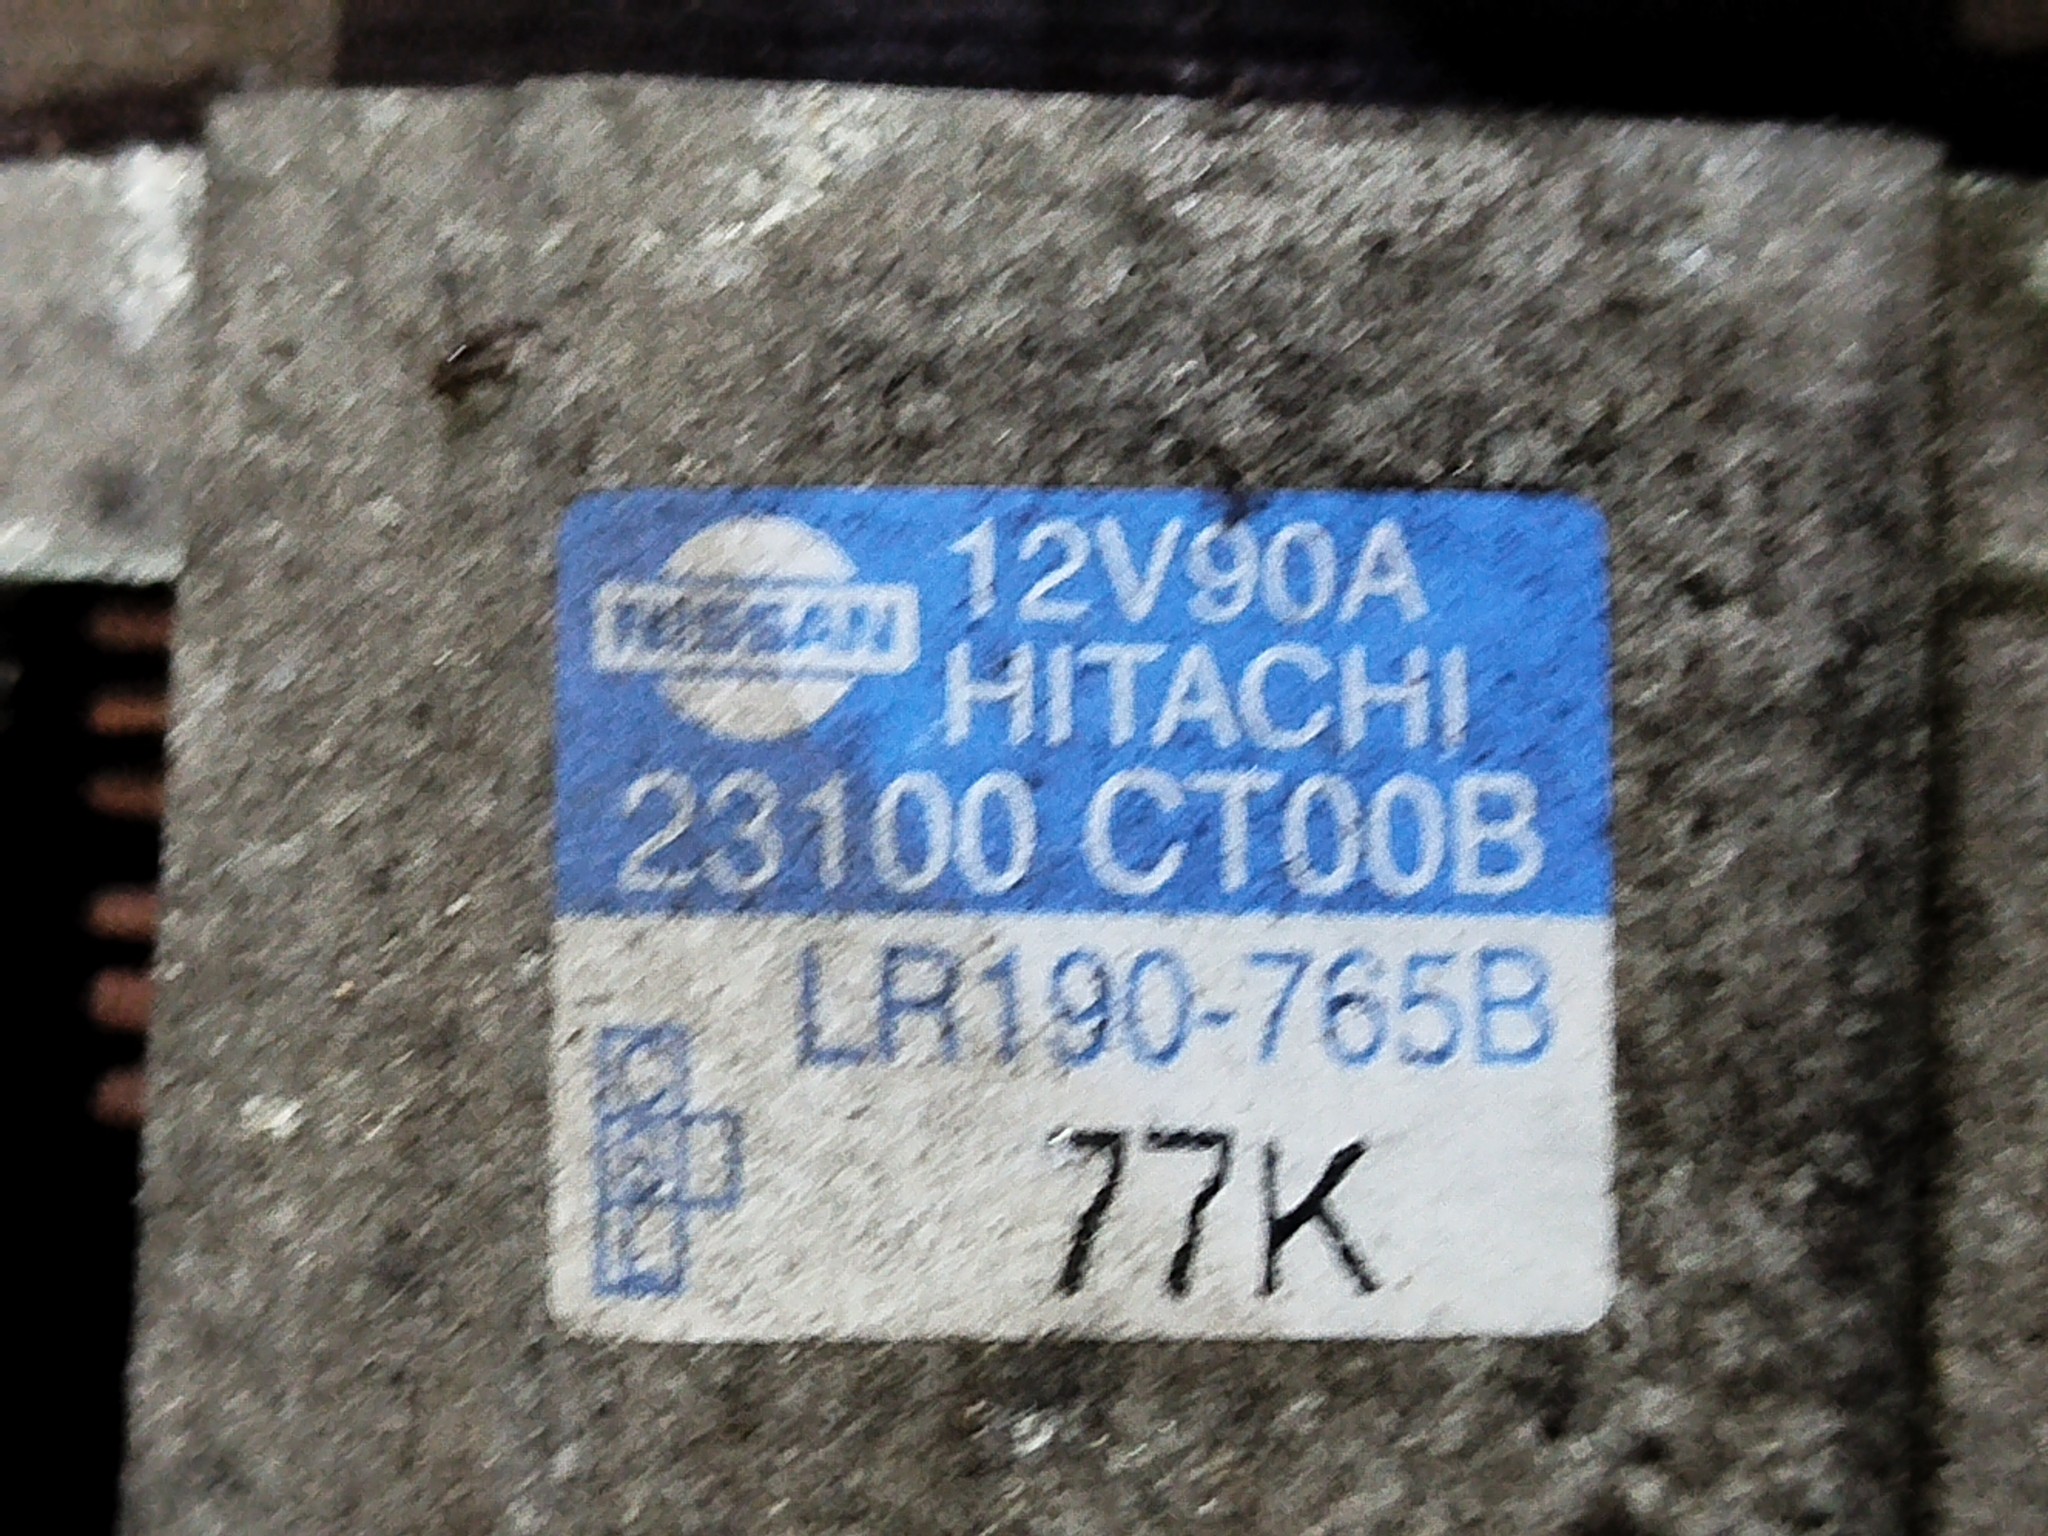 NISSAN
12V90A
HITACHI
23100 CT00B
LR190-765B
77K